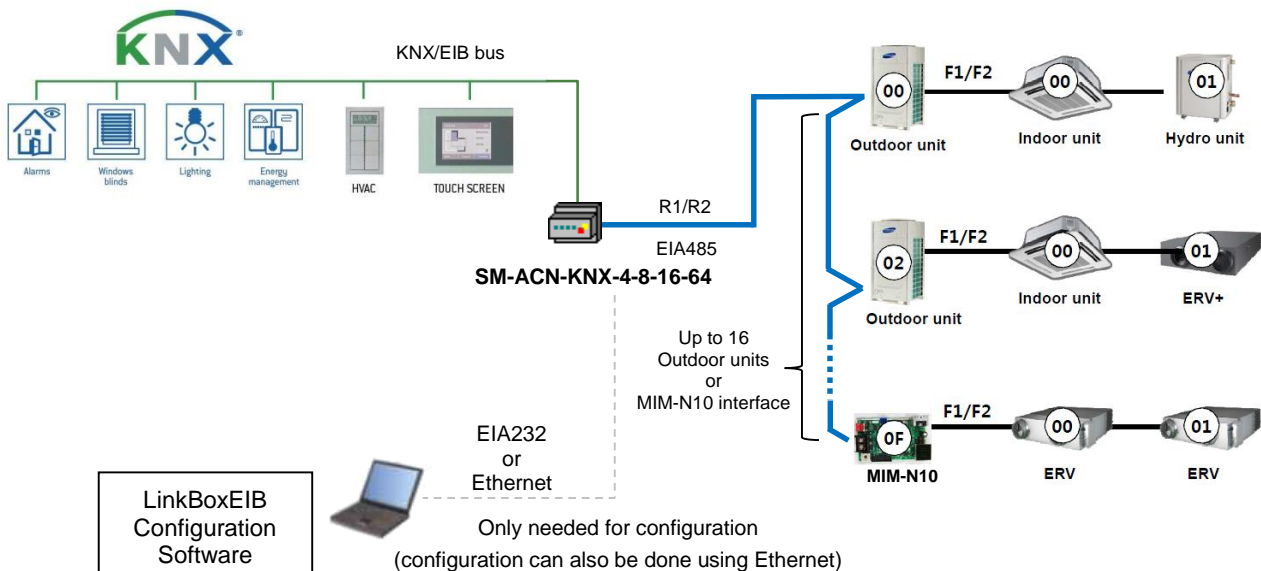 KNX®
KNX/EIB bus
Alarms
Windows
blinds
Lighting
Energy
management
HVAC
TOUCH SCREEN
R1/R2
EIA485
SM-ACN-KNX-4-8-16-64
00
F1/F2
00
01
Outdoor unit
Indoor unit
Hydro unit
02
F1/F2
00
01
Outdoor unit
Indoor unit
ERV+
Up to 16
Outdoor units
or
MIM-N10 interface
0F
F1/F2
00
01
MIM-N10
ERV
ERV
EIA232
or
Ethernet
LinkBoxEIB
Configuration
Software
Only needed for configuration
(configuration can also be done using Ethernet)